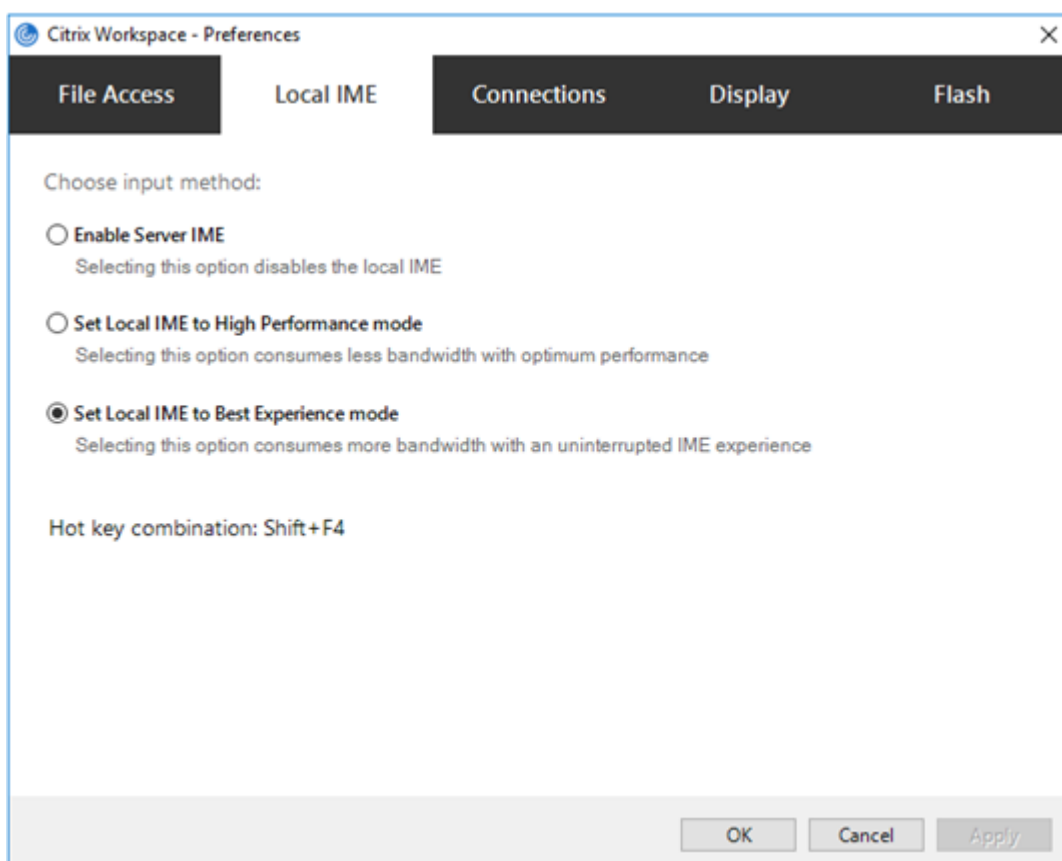 Citrix Workspace - Preferences
File Access Local IME Connections Display Flash
Choose input method:
Enable Server IME
Selecting this option disables the local IME
Set Local IME to High Performance mode
Selecting this option consumes less bandwidth with optimum performance
Set Local IME to Best Experience mode
Selecting this option consumes more bandwidth with an uninterrupted IME experience
Hot key combination: Shift+F4
OK Cancel Apply